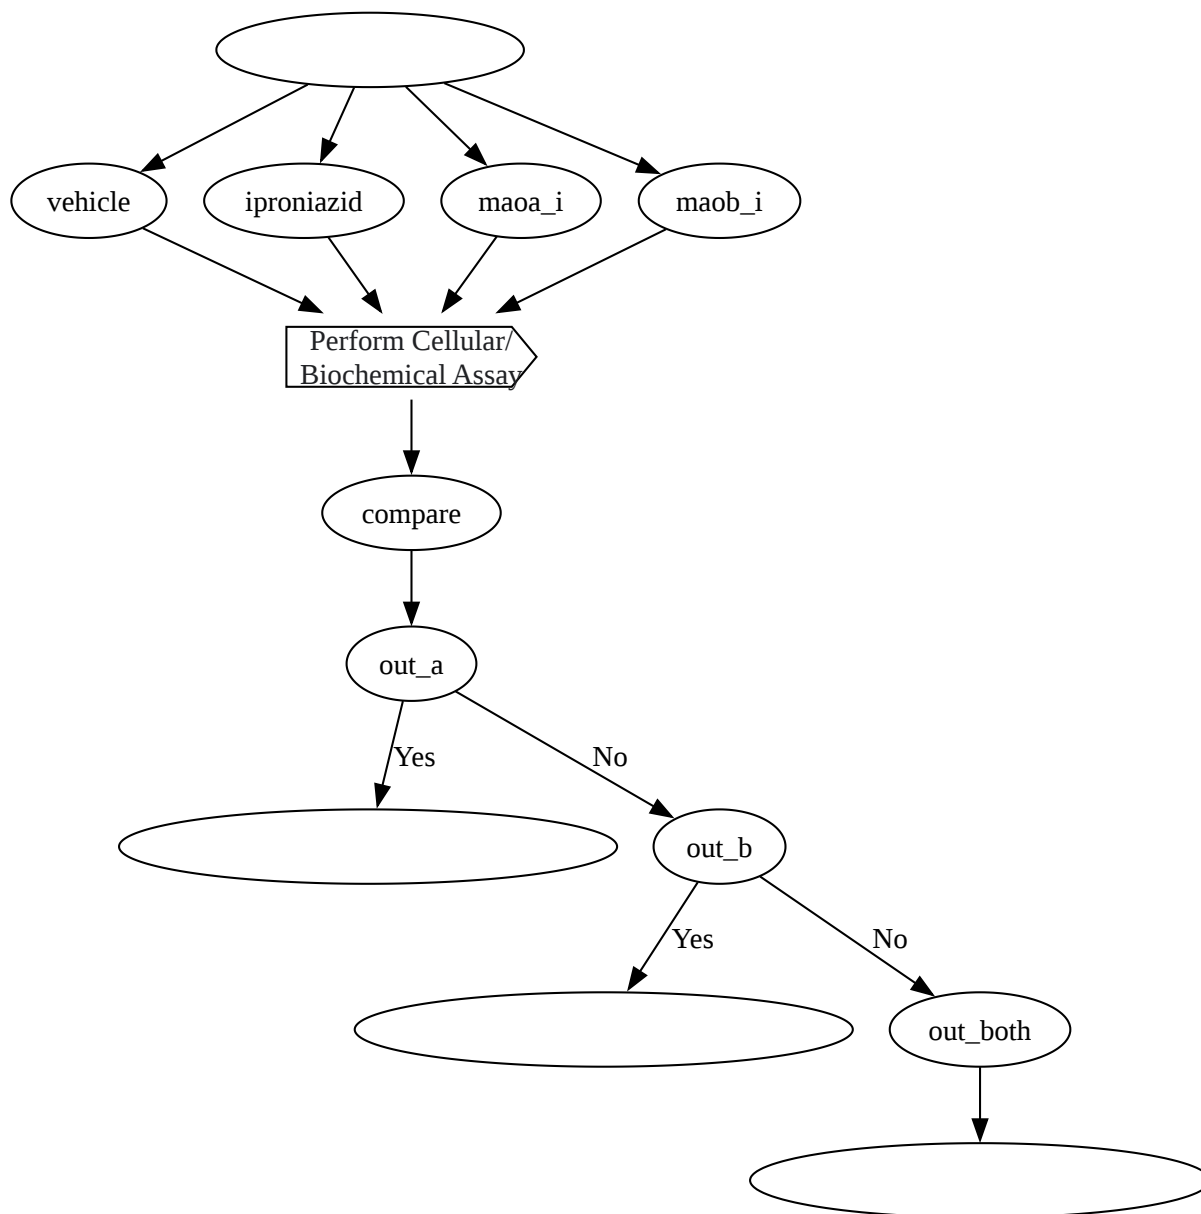 vehicle
iproniazid
maoa_i
maob_i
Perform Cellular/
Biochemical Assay
compare
out_a
Yes
No
out_b
Yes
No
out_both